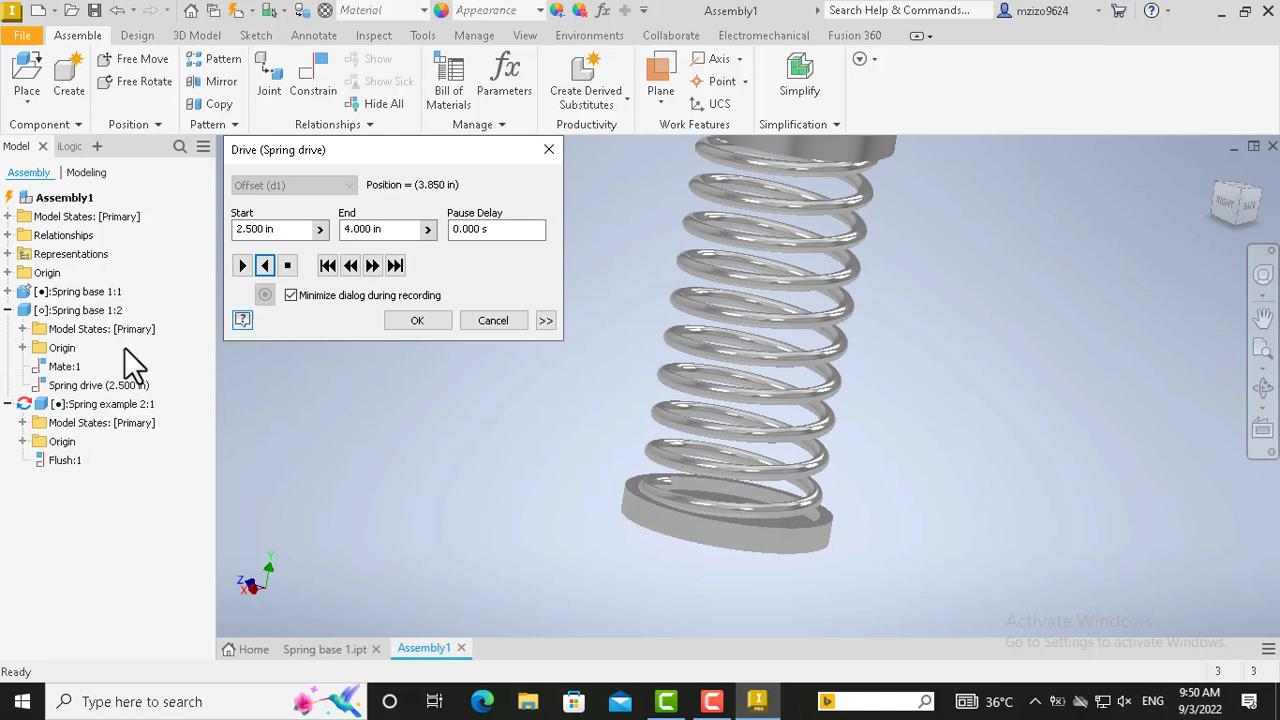 Material
Appearance
Assembly1
Search Help & Commands...
mzizo9624
File
Assemble
Design
3D Model
Sketch
Annotate
Inspect
Tools
Manage
View
Environments
Collaborate
Electromechanical
Fusion 360
Place
Create
Free Move
Free Rotate
Component
Position
Pattern
Mirror
Copy
Pattern
Joint
Constrain
Show
Show Sick
Hide All
Relationships
Bill of
Materials
Parameters
Manage
Create Derived
Substitutes
Productivity
Plane
Axis
Point
UCS
Work Features
Simplify
Simplification
Model
iLogic
Assembly
Modeling
Assembly1
Model States: [Primary]
Relationships
Representations
Origin
[●]:Spring base 1:1
[○]:Spring base 1:2
Model States: [Primary]
Origin
Mate:1
Spring drive (2.500 in)
[●]:Spring example 2:1
Model States: [Primary]
Origin
Flush:1
Drive (Spring drive)
Offset (d1)
Position = (3.850 in)
Start
End
Pause Delay
2.500 in
4.000 in
0.000 s
Minimize dialog during recording
OK
Cancel
>>
RIGHT
BACK
Y
Z
X
Activate Windows
Go to Settings to activate Windows.
Home
Spring base 1.ipt
Assembly1
Ready
3
3
Type here to search
PRO
36°C
ENG
9:50 AM
9/3/2022